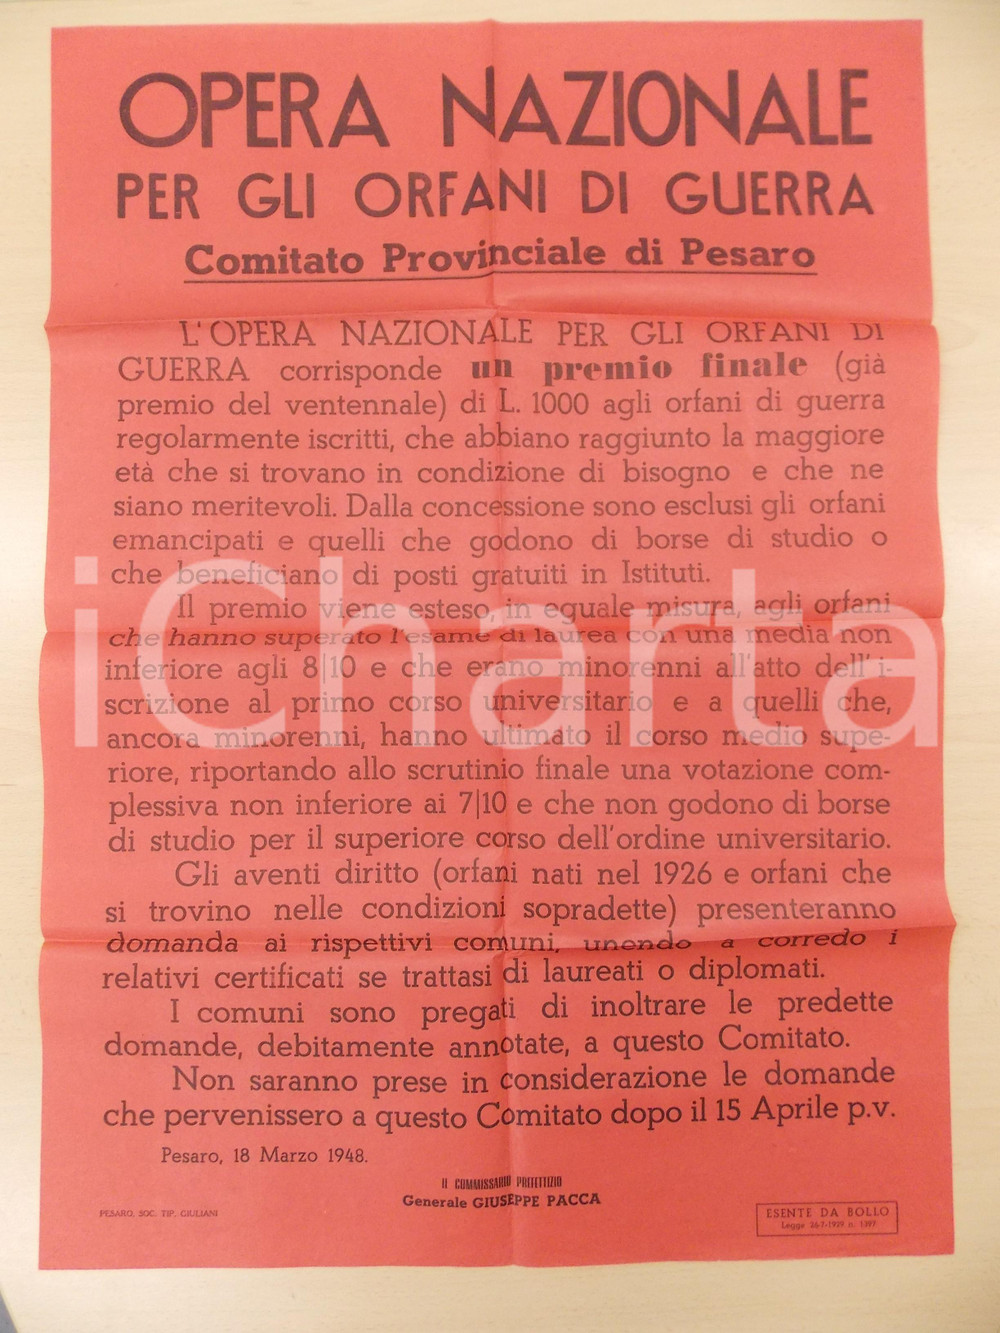 OPERA NAZIONALE
PER GLI ORFANI DI GUERRA
Comitato Provinciale di Pesaro
L'OPERA NAZIONALE PER GLI ORFANI DI
GUERRA corrisponde un premio finale (già
premio del ventennale) di L. 1000 agli orfani di guerra
regolarmente iscritti, che abbiano raggiunto la maggiore
età che si trovano in condizione di bisogno e che ne
siano meritevoli. Dalla concessione sono esclusi gli orfani
emancipati e quelli che godono di borse di studio o
che beneficiano di posti gratuiti in Istituti.
Il premio viene esteso, in eguale misura, agli orfani
che hanno superato l'esame di laurea con una media non
inferiore agli 8|10 e che erano minorenni all'atto dell'i-
scrizione al primo corso universitario e a quelli che,
ancora minorenni, hanno ultimato il corso medio supe-
riore, riportando allo scrutinio finale una votazione com-
plessiva non inferiore ai 7|10 e che non godono di borse
di studio per il superiore corso dell'ordine universitario.
Gli aventi diritto (orfani nati nel 1926 e orfani che
si trovino nelle condizioni sopradette) presenteranno
domanda ai rispettivi comuni, unendo a corredo i
relativi certificati se trattasi di laureati o diplomati.
I comuni sono pregati di inoltrare le predette
domande, debitamente annotate, a questo Comitato.
Non saranno prese in considerazione le domande
che pervenissero a questo Comitato dopo il 15 Aprile p.v.
Pesaro, 18 Marzo 1948.
Il COMMISSARIO PREFETTIZIO
Generale GIUSEPPE PACCA
PESARO, SOC. TIP. GIULIANI
ESENTE DA BOLLO
Legge 26-7-1929 n. 1397
iCharta